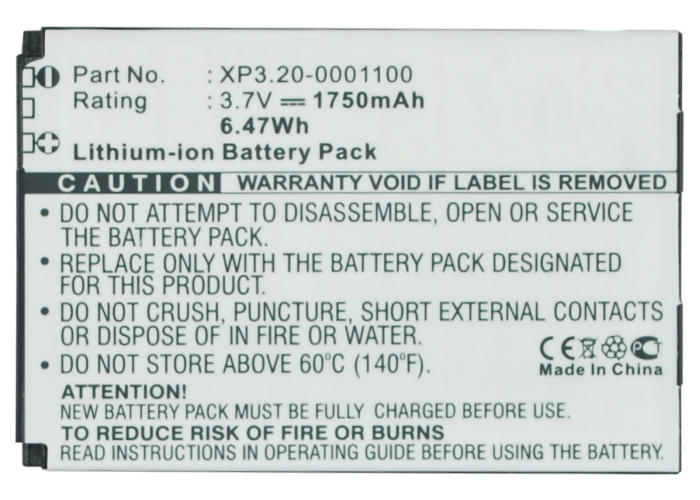 Part No. : XP3.20-0001100
Rating : 3.7V 1750mAh
6.47Wh
Lithium-ion Battery Pack
CAUTION WARRANTY VOID IF LABEL IS REMOVED
• DO NOT ATTEMPT TO DISASSEMBLE, OPEN OR SERVICE
THE BATTERY PACK.
• REPLACE ONLY WITH THE BATTERY PACK DESIGNATED
FOR THIS PRODUCT.
• DO NOT CRUSH, PUNCTURE, SHORT EXTERNAL CONTACTS
OR DISPOSE OF IN FIRE OR WATER.
• DO NOT STORE ABOVE 60°C (140°F).
CE
Made In China
ATTENTION!
NEW BATTERY PACK MUST BE FULLY CHARGED BEFORE USE.
TO REDUCE RISK OF FIRE OR BURNS
READ INSTRUCTIONS IN OPERATING GUIDE BEFORE USING THE BATTERY.